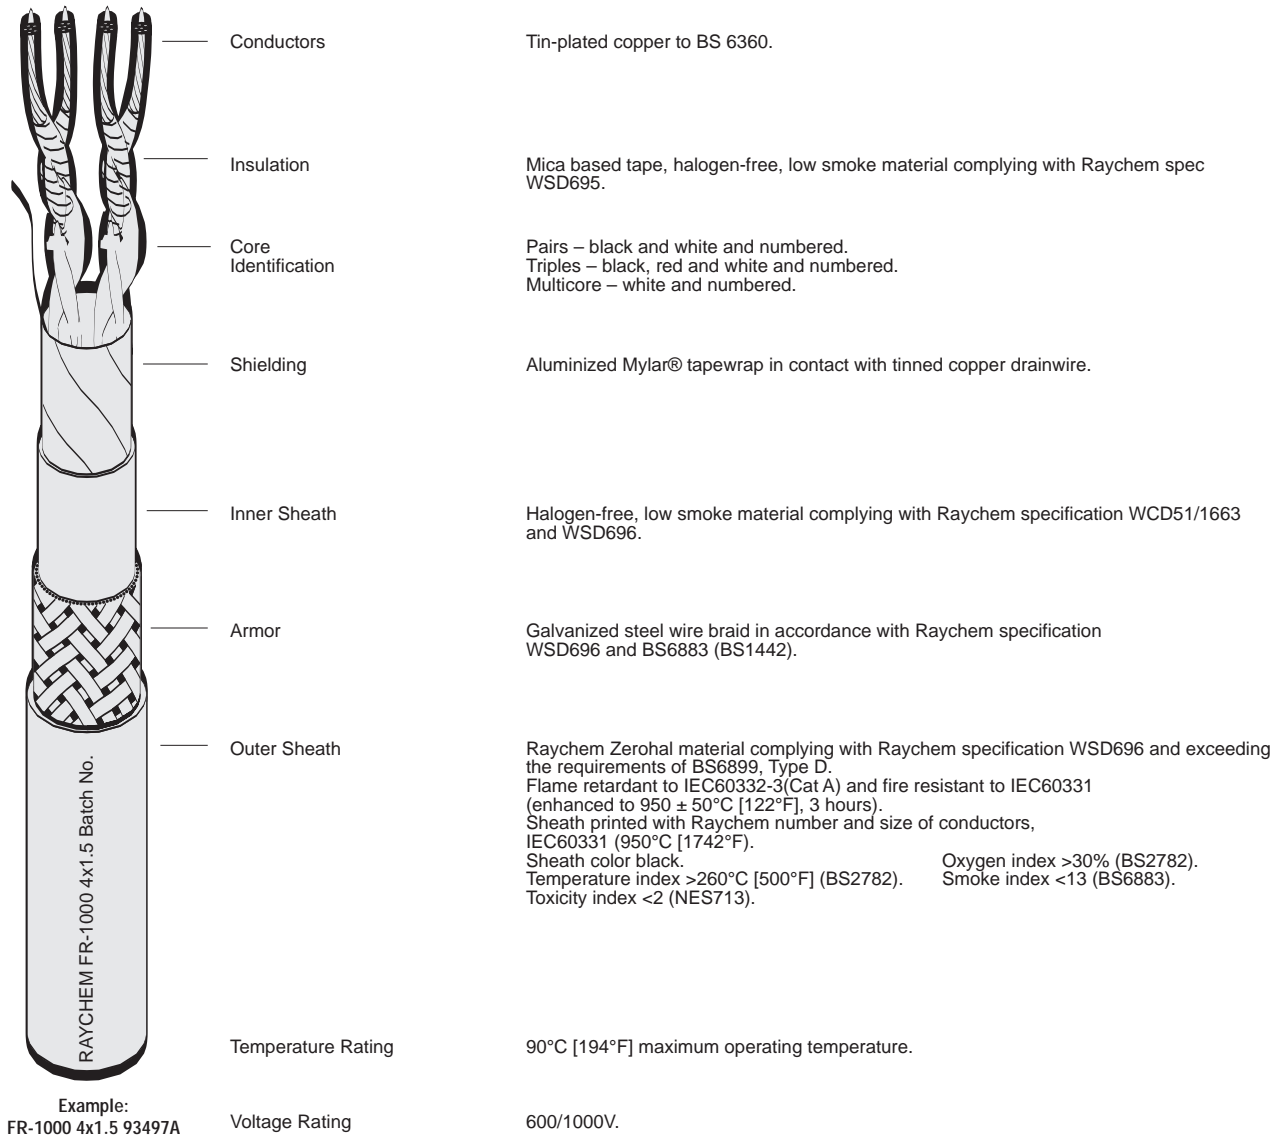 Conductors
Tin-plated copper to BS 6360.
Insulation
Mica based tape, halogen-free, low smoke material complying with Raychem spec
WSD695.
Core
Identification
Pairs – black and white and numbered.
Triples – black, red and white and numbered.
Multicore – white and numbered.
Shielding
Aluminized Mylar® tapewrap in contact with tinned copper drainwire.
Inner Sheath
Halogen-free, low smoke material complying with Raychem specification WCD51/1663
and WSD696.
Armor
Galvanized steel wire braid in accordance with Raychem specification
WSD696 and BS6883 (BS1442).
Outer Sheath
Raychem Zerohal material complying with Raychem specification WSD696 and exceeding
the requirements of BS6899, Type D.
Flame retardant to IEC60332-3(Cat A) and fire resistant to IEC60331
(enhanced to 950 ± 50°C [122°F], 3 hours).
Sheath printed with Raychem number and size of conductors,
IEC60331 (950°C [1742°F).
Sheath color black. Oxygen index >30% (BS2782).
Temperature index >260°C [500°F] (BS2782). Smoke index <13 (BS6883).
Toxicity index <2 (NES713).
RAYCHEM FR-1000 4x1.5 Batch No.
Temperature Rating
90°C [194°F] maximum operating temperature.
Example:
FR-1000 4x1.5 93497A
Voltage Rating
600/1000V.